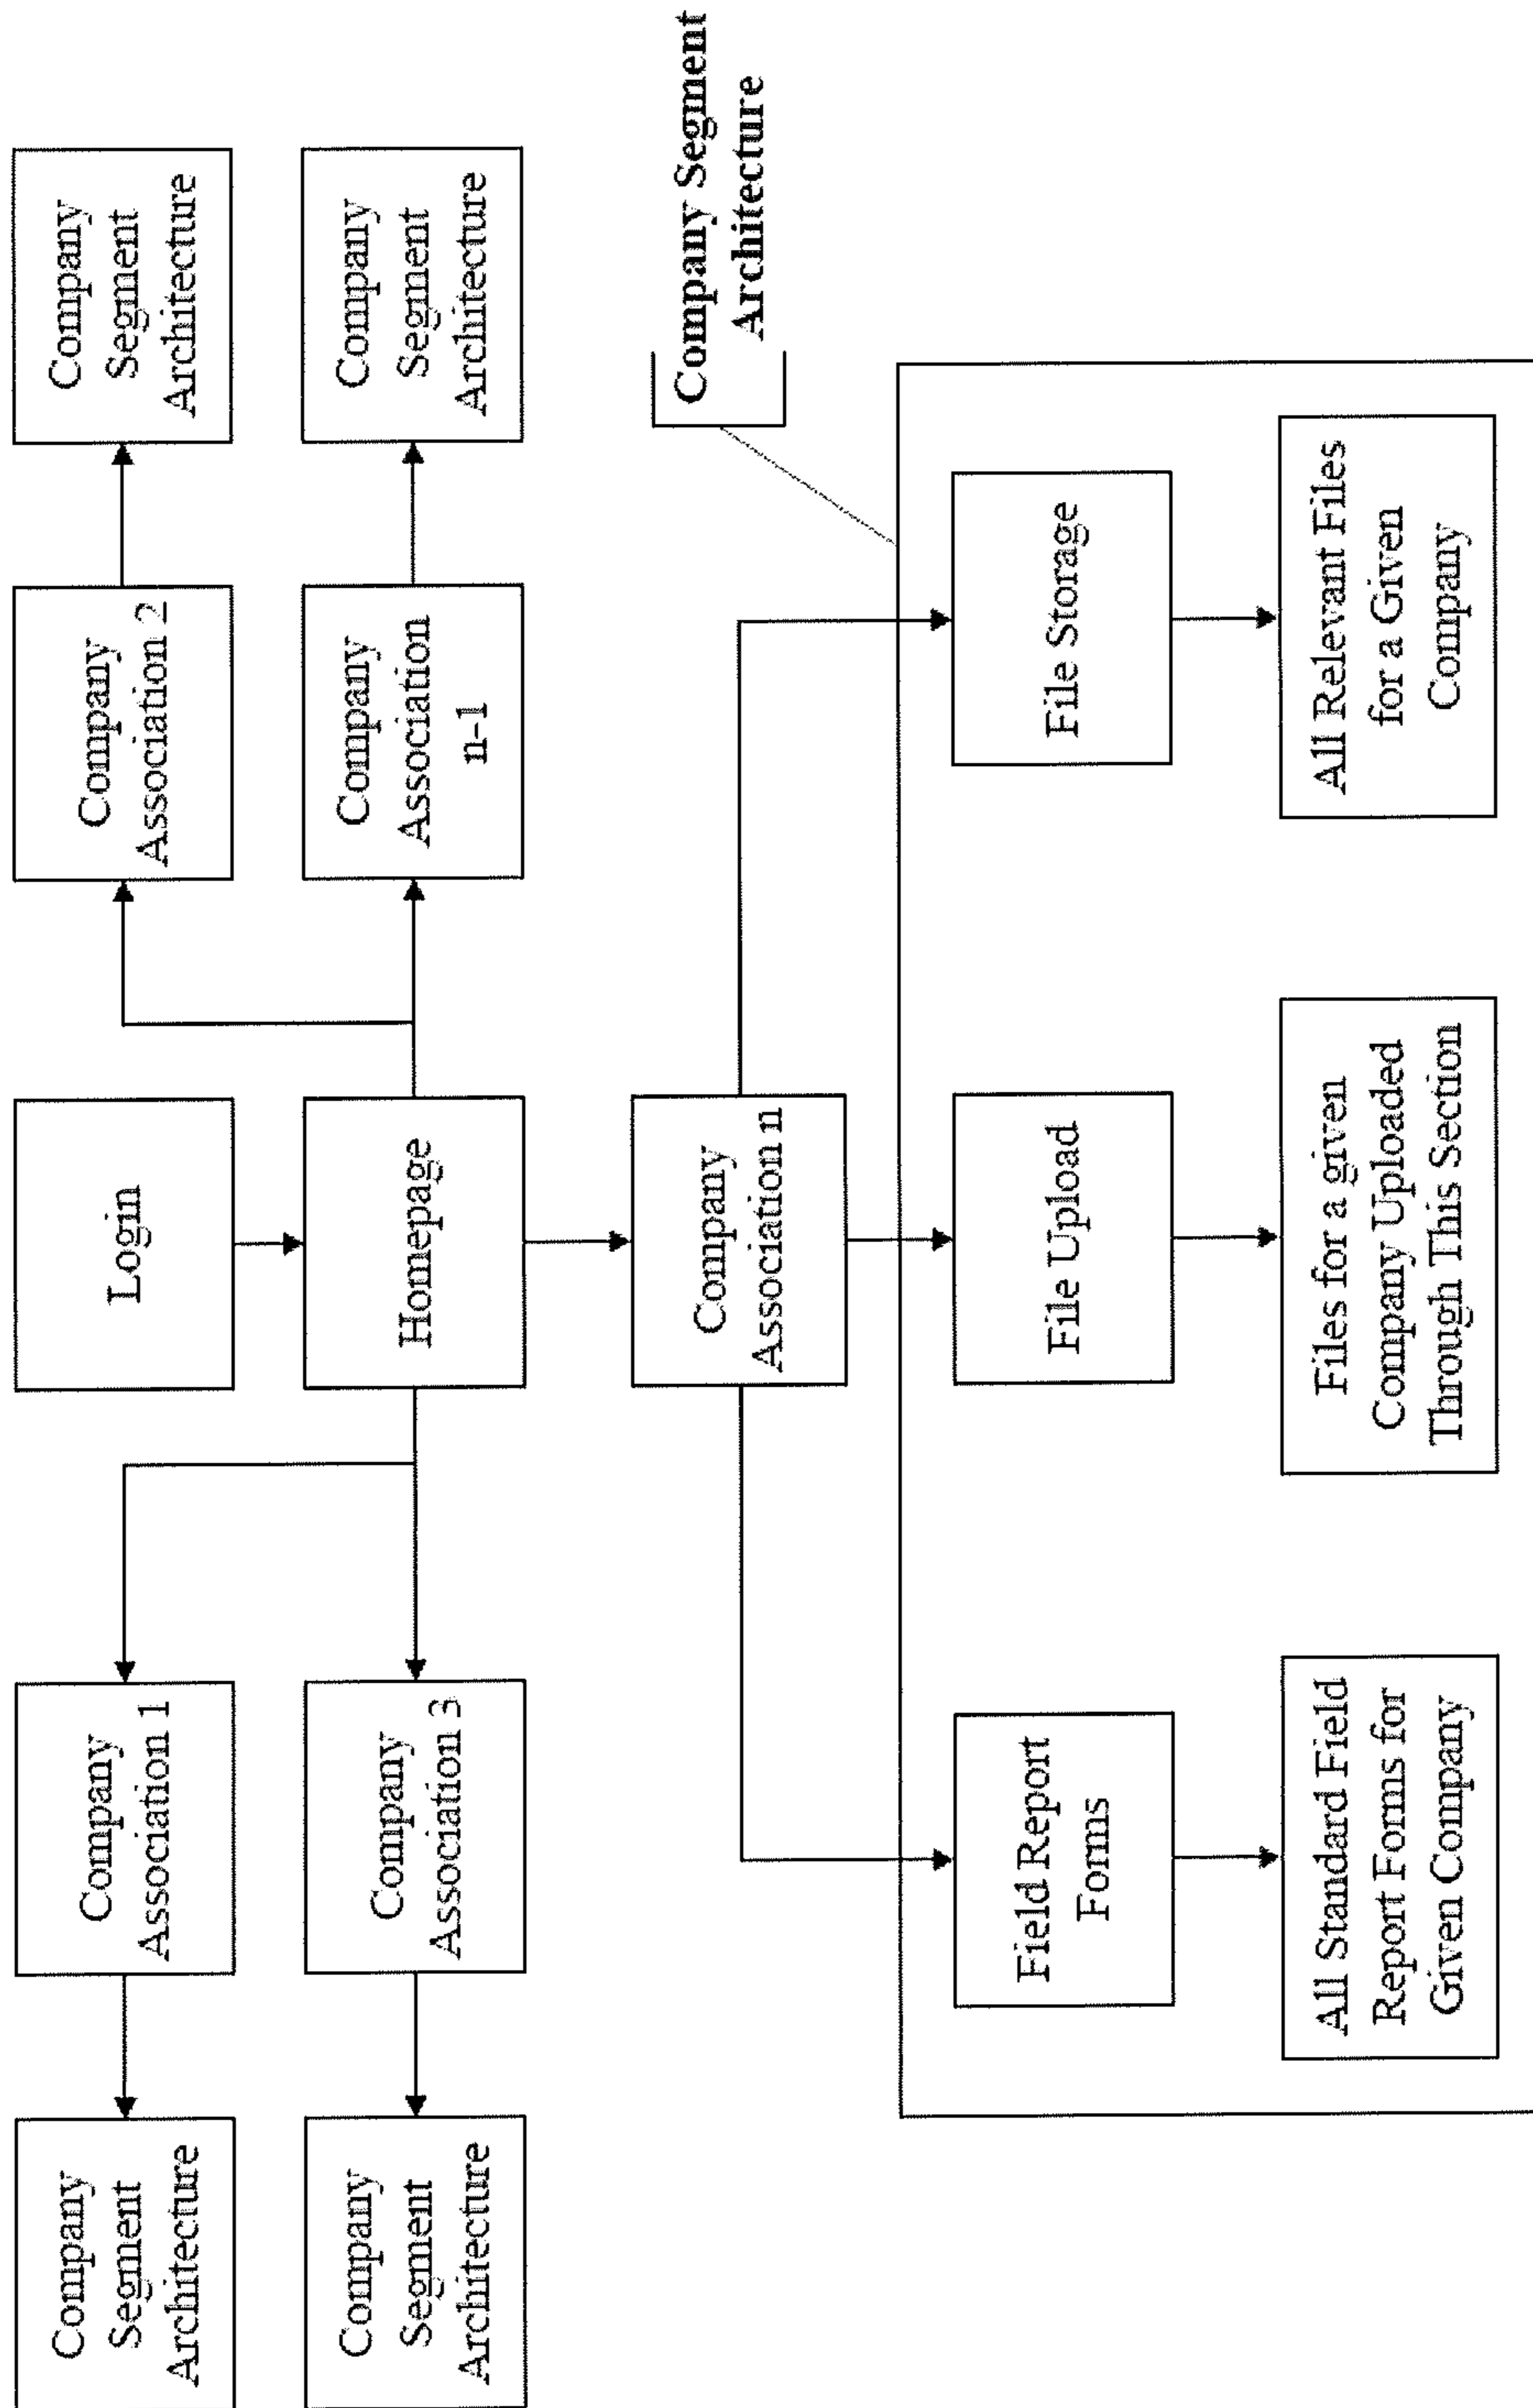 Company
Segment
Architecture
Company
Association 1
Login
Company
Association 2
Company
Segment
Architecture
Company
Segment
Architecture
Company
Association 3
Homepage
Company
Association
n-1
Company
Segment
Architecture
Company
Association n
Company Segment
Architecture
Field Report
Forms
File Upload
File Storage
All Standard Field
Report Forms for
Given Company
Files for a given
Company Uploaded
Through This Section
All Relevant Files
for a Given
Company